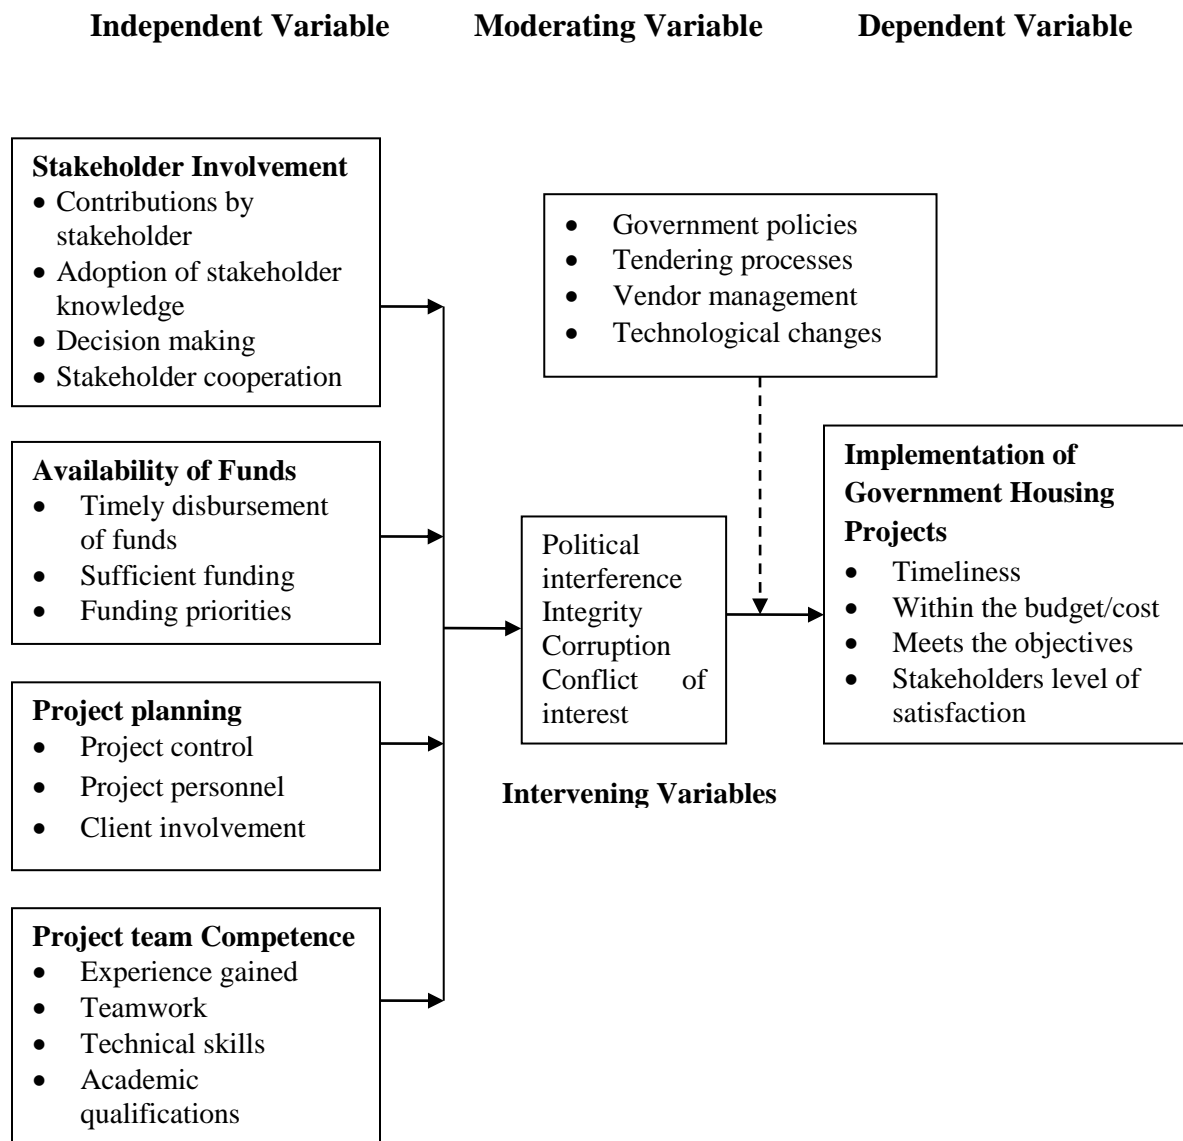 Independent Variable Moderating Variable Dependent Variable
Stakeholder Involvement
• Contributions by
stakeholder
• Adoption of stakeholder
knowledge
• Decision making
• Stakeholder cooperation
Availability of Funds
• Timely disbursement
of funds
• Sufficient funding
• Funding priorities
Project planning
• Project control
• Project personnel
• Client involvement
Project team Competence
• Experience gained
• Teamwork
• Technical skills
• Academic
qualifications
• Government policies
• Tendering processes
• Vendor management
• Technological changes
Political
interference
Integrity
Corruption
Conflict of
interest
Intervening Variables
Implementation of
Government Housing
Projects
• Timeliness
• Within the budget/cost
• Meets the objectives
• Stakeholders level of
satisfaction